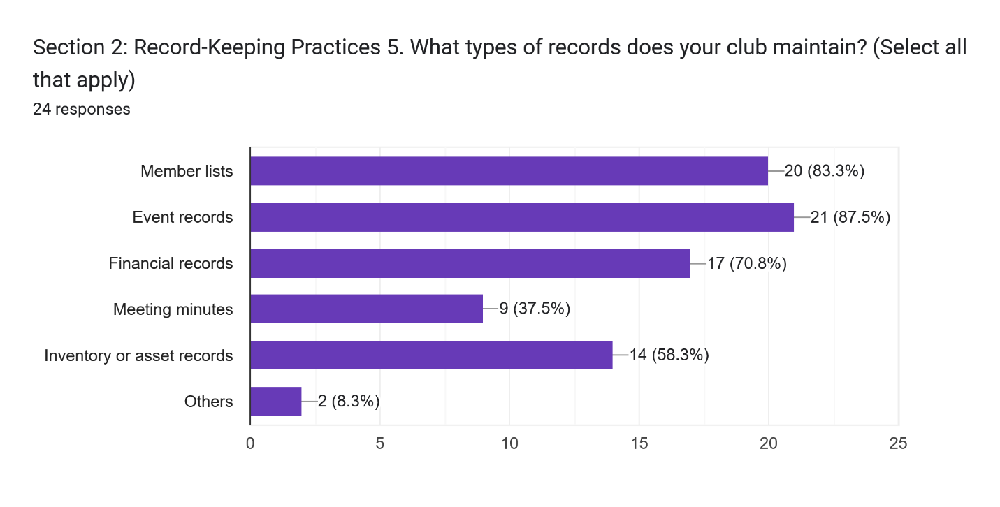 Section 2: Record-Keeping Practices 5. What types of records does your club maintain? (Select all
that apply)
24 responses
Member lists
20 (83.3%)
Event records
21 (87.5%)
Financial records
17 (70.8%)
Meeting minutes
9 (37.5%)
Inventory or asset records
14 (58.3%)
Others
2 (8.3%)
0 5 10 15 20 25